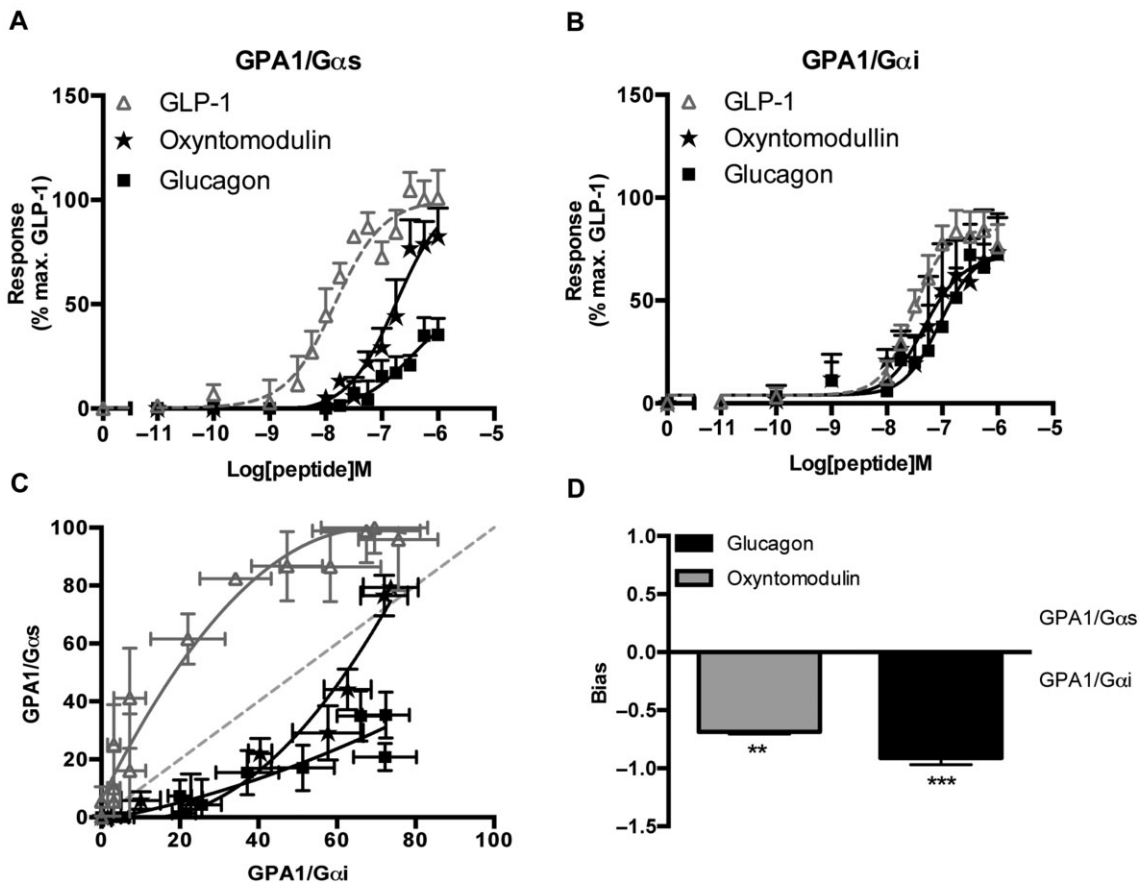 A
GPA1/Gαs
Response
(% max. GLP-1)
150
100
50
0
GLP-1
Oxyntomodulin
Glucagon
0 –11 –10 –9 –8 –7 –6 –5
Log[peptide]M
B
GPA1/Gαi
Response
(% max. GLP-1)
150
100
50
0
GLP-1
Oxyntomodullin
Glucagon
0 –11 –10 –9 –8 –7 –6 –5
Log[peptide]M
C
GPA1/Gαs
100
80
60
40
20
0
0 20 40 60 80 100
GPA1/Gαi
D
Bias
1.0
0.5
0.0
–0.5
–1.0
–1.5
Glucagon
Oxyntomodulin
GPA1/Gαs
GPA1/Gαi
**
***